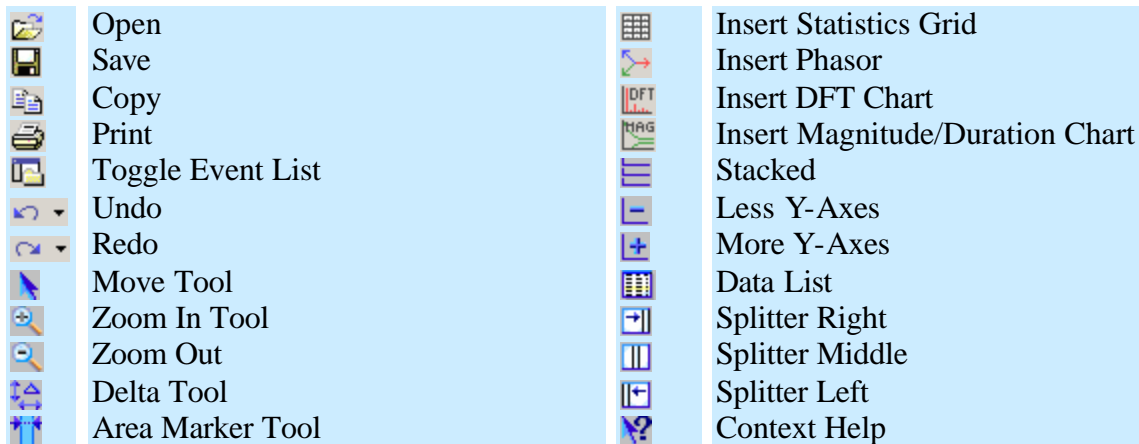 Open
Save
Copy
Print
Toggle Event List
Undo
Redo
Move Tool
Zoom In Tool
Zoom Out
Delta Tool
Area Marker Tool
Insert Statistics Grid
Insert Phasor
DFT
Insert DFT Chart
MAG
Insert Magnitude/Duration Chart
Stacked
Less Y-Axes
More Y-Axes
Data List
Splitter Right
Splitter Middle
Splitter Left
?
Context Help